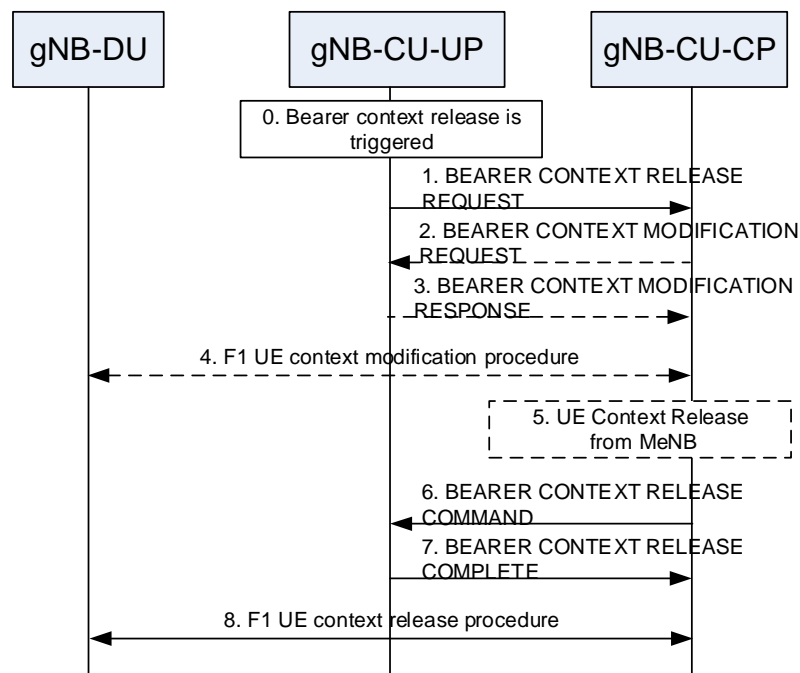 gNB-DU
gNB-CU-UP
gNB-CU-CP
0. Bearer context release is
triggered
1. BEARER CONTEXT RELEASE
REQUEST
2. BEARER CONTEXT MODIFICATION
REQUEST
3. BEARER CONTEXT MODIFICATION
RESPONSE
4. F1 UE context modification procedure
5. UE Context Release
from MeNB
6. BEARER CONTEXT RELEASE
COMMAND
7. BEARER CONTEXT RELEASE
COMPLETE
8. F1 UE context release procedure